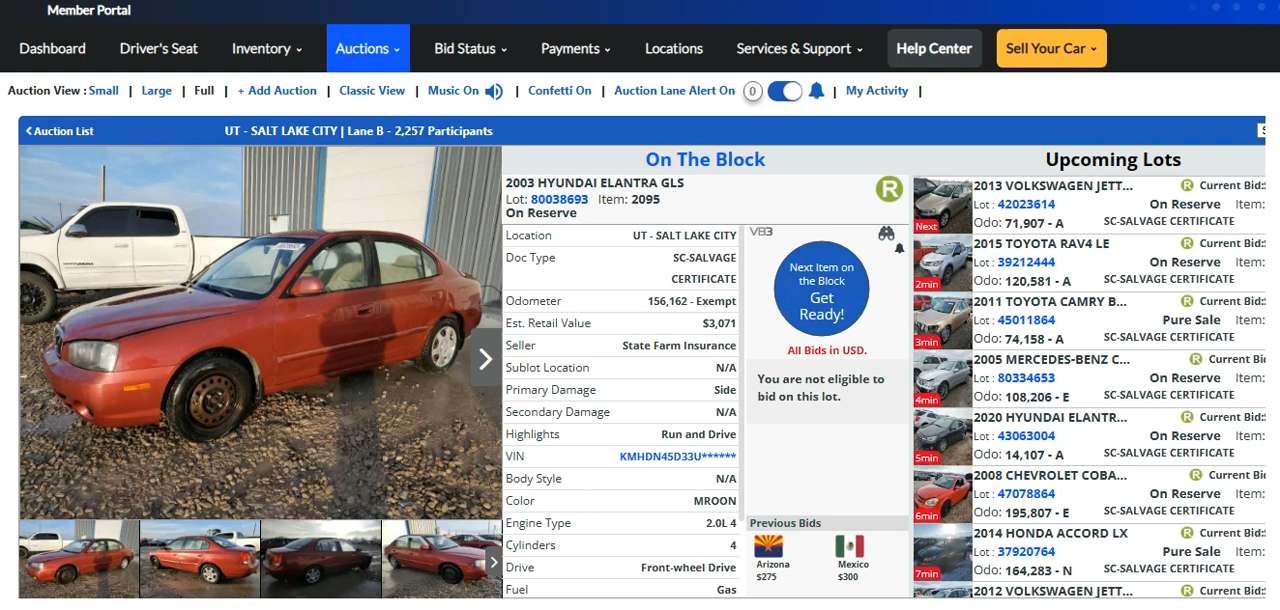 Member Portal
Dashboard Driver's Seat Inventory Auctions Bid Status Payments Locations Services & Support Help Center Sell Your Car
Auction View : Small | Large | Full | + Add Auction | Classic View | Music On | Confetti On | Auction Lane Alert On 0 | My Activity |
Auction List UT - SALT LAKE CITY | Lane B - 2,257 Participants
On The Block
2003 HYUNDAI ELANTRA GLS
Lot: 80038693 Item: 2095
On Reserve
R
Location UT - SALT LAKE CITY
Doc Type SC-SALVAGE
CERTIFICATE
Odometer 156,162 - Exempt
Est. Retail Value $3,071
Seller State Farm Insurance
Sublot Location N/A
Primary Damage Side
Secondary Damage N/A
Highlights Run and Drive
VIN KMHDN45D33U******
Body Style N/A
Color MROON
Engine Type 2.0L 4
Cylinders 4
Drive Front-wheel Drive
Fuel Gas
VB3
Next Item on
the Block
Get
Ready!
All Bids in USD.
You are not eligible to
bid on this lot.
Previous Bids
Arizona Mexico
$275 $300
Upcoming Lots
2013 VOLKSWAGEN JETT... R Current Bid:
Lot : 42023614 On Reserve Item:
Next Odo: 71,907 - A SC-SALVAGE CERTIFICATE
2015 TOYOTA RAV4 LE R Current Bid:
Lot : 39212444 On Reserve Item:
2min Odo: 120,581 - A SC-SALVAGE CERTIFICATE
2011 TOYOTA CAMRY B... R Current Bid:
Lot : 45011864 Pure Sale Item:
3min Odo: 74,158 - A SC-SALVAGE CERTIFICATE
2005 MERCEDES-BENZ C... R Current Bi
Lot : 80334653 On Reserve Item:
4min Odo: 108,206 - E SC-SALVAGE CERTIFICATE
2020 HYUNDAI ELANTR... R Current Bid:
Lot : 43063004 On Reserve Item:
5min Odo: 14,107 - A SC-SALVAGE CERTIFICATE
2008 CHEVROLET COBA... R Current Bi
Lot : 47078864 On Reserve Item:
6min Odo: 195,807 - E SC-SALVAGE CERTIFICATE
2014 HONDA ACCORD LX R Current Bid:
Lot : 37920764 Pure Sale Item:
7min Odo: 164,283 - N SC-SALVAGE CERTIFICATE
2012 VOLKSWAGEN JETT... R Current Bid: